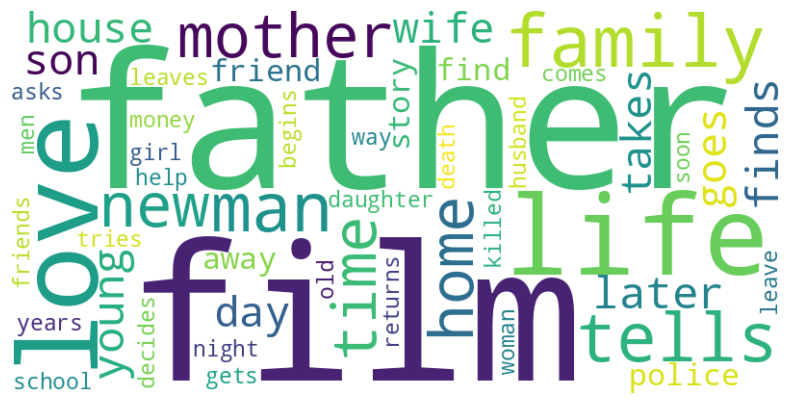 house
mother
wife
family
son
father
leaves
friend
story
find
comes
asks
men
money
girl
help
begins
way
death
husband
takes
soon
goes
finds
love
newman
daughter
time
home
killed
life
friends
tries
young
away
film
old
returns
later
leave
years
decides
day
night
gets
woman
tells
school
police